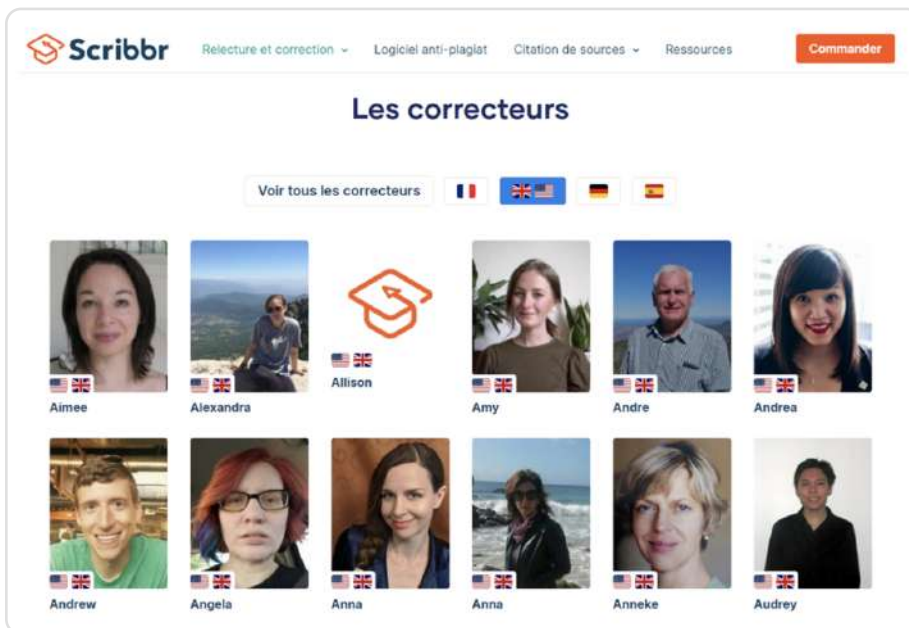 Scribbr Relecture et correction Logiciel anti-plagiat Citation de sources Ressources Commander
Les correcteurs
Voir tous les correcteurs
Allison
Aimee Alexandra Amy Andre Andrea
Andrew Angela Anna Anna Anneke Audrey